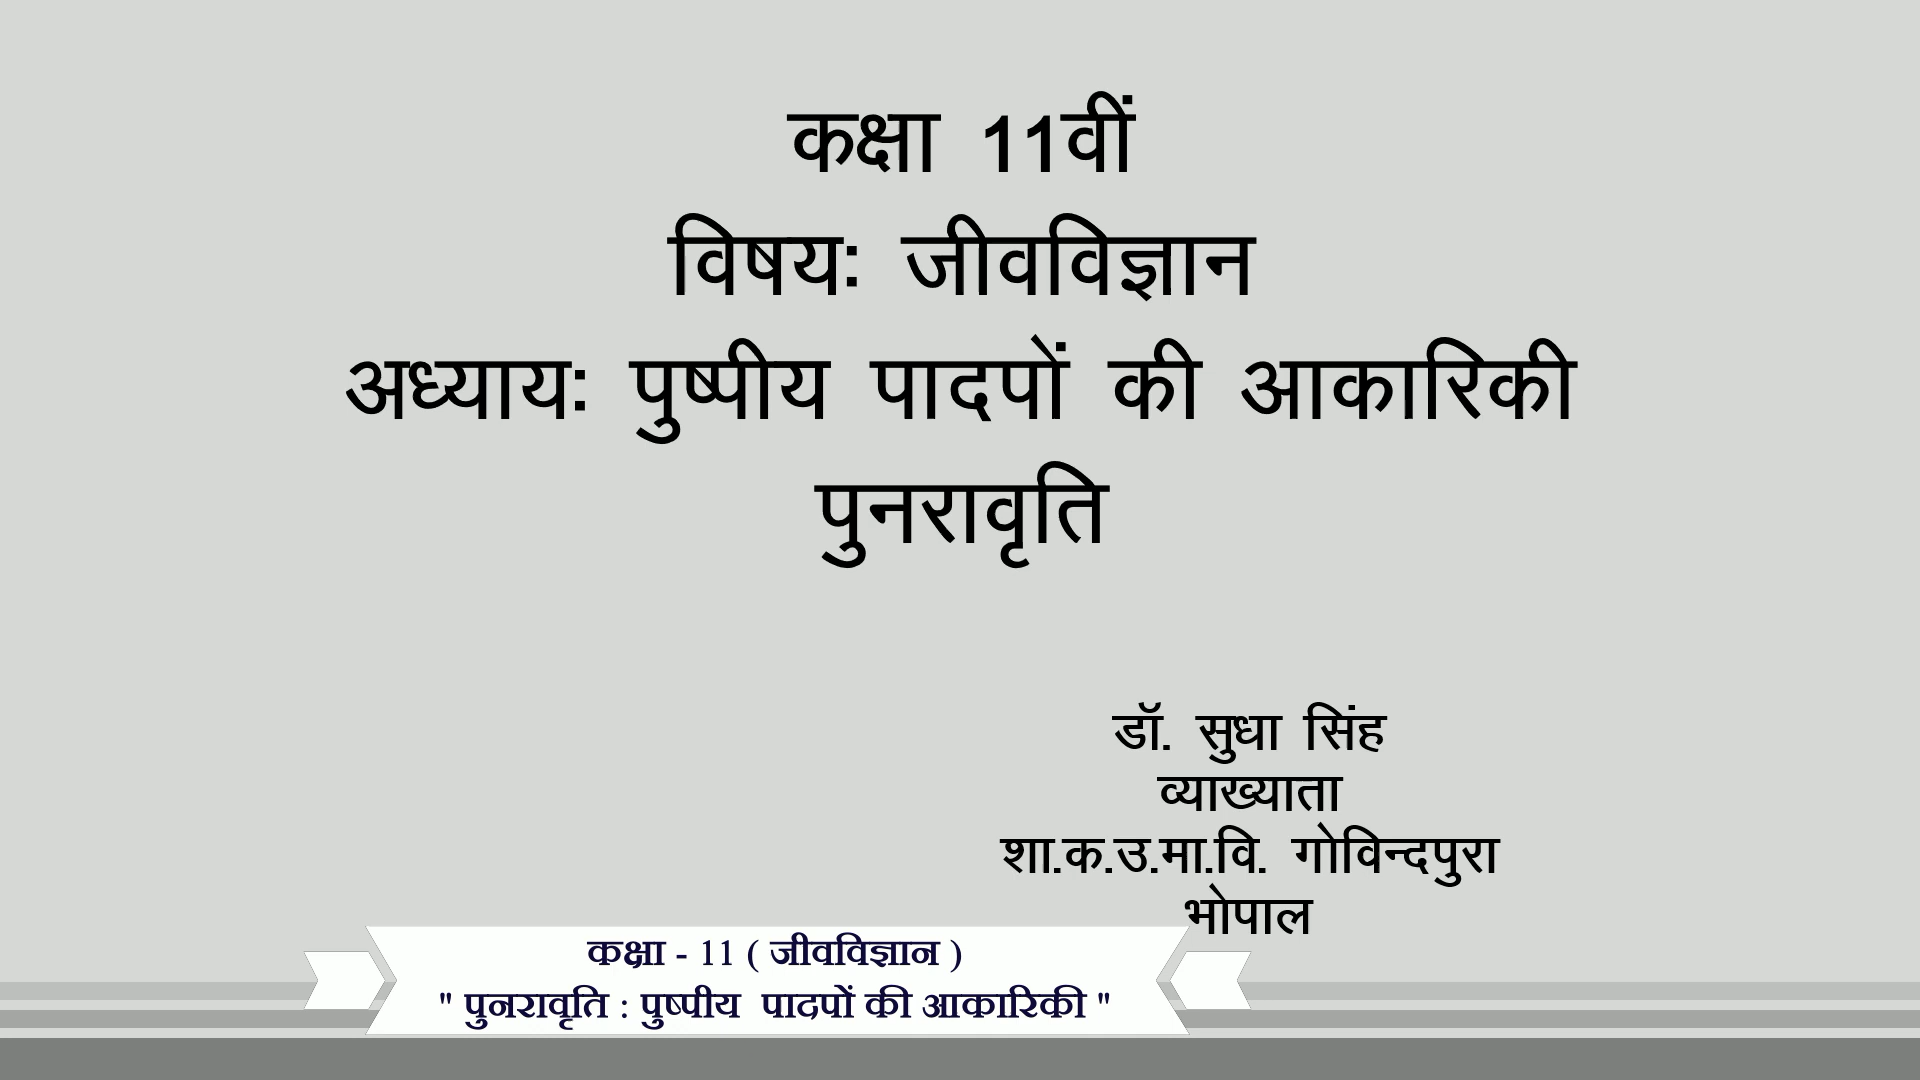 कक्षा 11वीं
विषय: जीवविज्ञान
अध्याय: पुष्पीय पादपों की आकारिकी
पुनरावृति
डॉ. सुधा सिंह
व्याख्याता
शा.क.उ.मा.वि. गोविन्दपुरा
भोपाल
कक्षा - 11 ( जीवविज्ञान )
" पुनरावृति : पुष्पीय पादपों की आकारिकी "